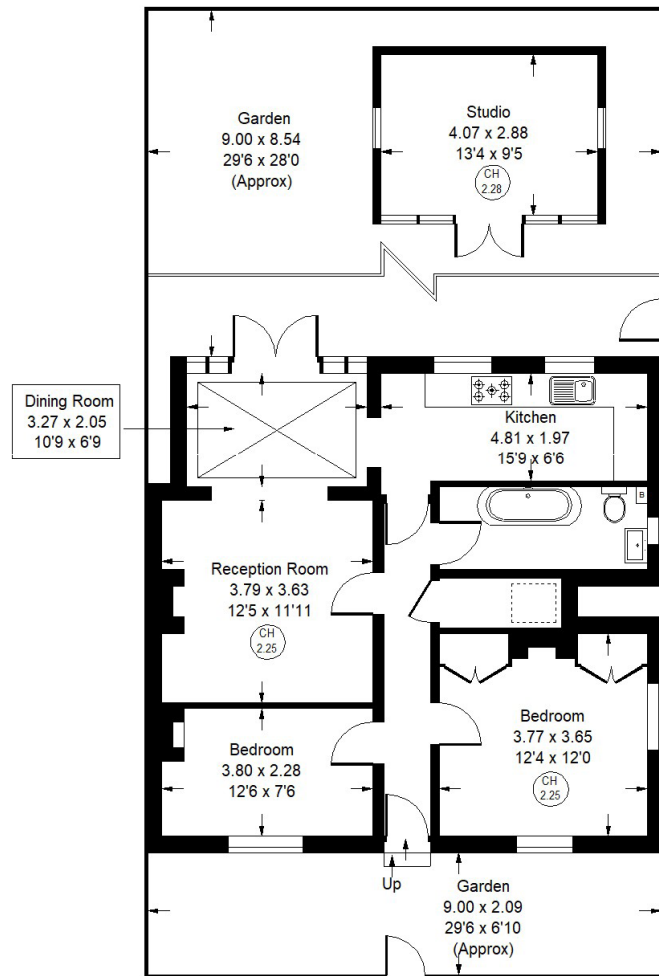 Garden
9.00 x 8.54
29'6 x 28'0
(Approx)
Studio
4.07 x 2.88
13'4 x 9'5
CH
2.28
Dining Room
3.27 x 2.05
10'9 x 6'9
Kitchen
4.81 x 1.97
15'9 x 6'6
B
Reception Room
3.79 x 3.63
12'5 x 11'11
CH
2.25
Bedroom
3.80 x 2.28
12'6 x 7'6
Bedroom
3.77 x 3.65
12'4 x 12'0
CH
2.25
Up
Garden
9.00 x 2.09
29'6 x 6'10
(Approx)